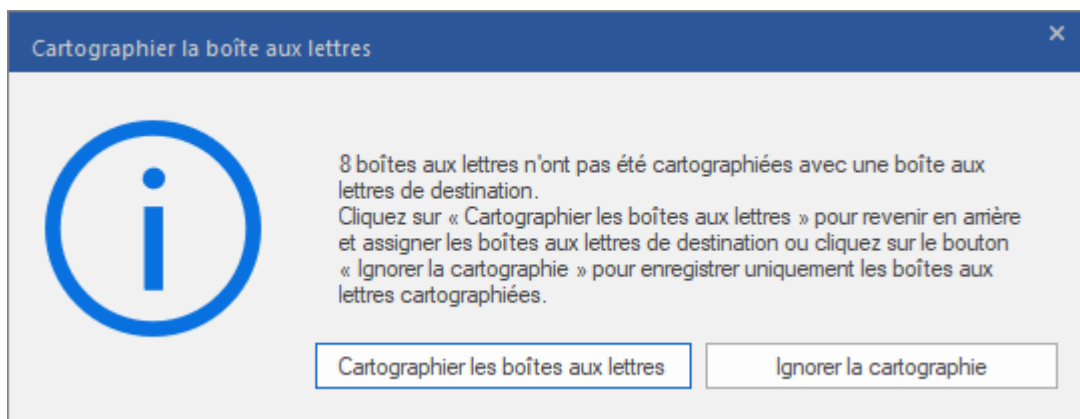 Cartographier la boîte aux lettres
8 boîtes aux lettres n'ont pas été cartographiées avec une boîte aux
lettres de destination.
Cliquez sur « Cartographier les boîtes aux lettres » pour revenir en arrière
et assigner les boîtes aux lettres de destination ou cliquez sur le bouton
« Ignorer la cartographie » pour enregistrer uniquement les boîtes aux
lettres cartographiées.
Cartographier les boîtes aux lettres
Ignorer la cartographie